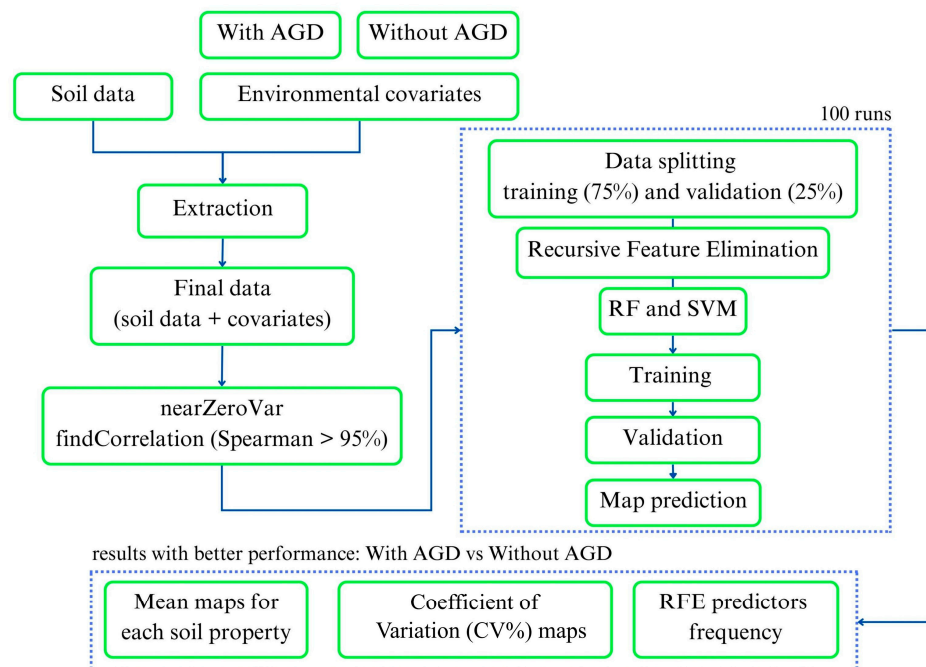 With AGD
Without AGD
Soil data
Environmental covariates
Extraction
Final data
(soil data + covariates)
nearZeroVar
findCorrelation (Spearman > 95%)
100 runs
Data splitting
training (75%) and validation (25%)
Recursive Feature Elimination
RF and SVM
Training
Validation
Map prediction
results with better performance: With AGD vs Without AGD
Mean maps for
each soil property
Coefficient of
Variation (CV%) maps
RFE predictors
frequency